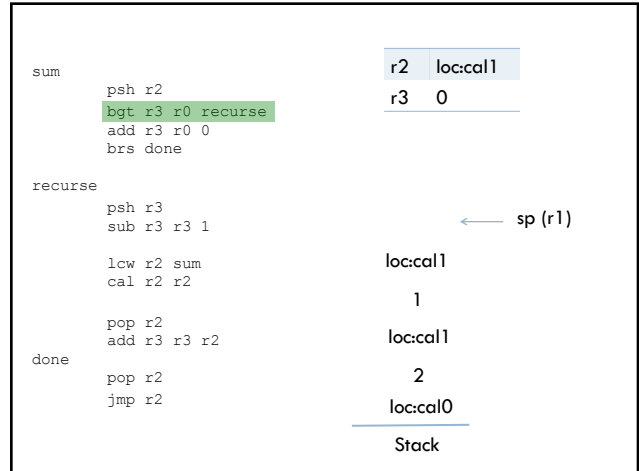 sum
psh r2
bgt r3 r0 recurse
add r3 r0 0
brs done
recurse
psh r3
sub r3 r3 1
lcw r2 sum
cal r2 r2
pop r2
add r3 r3 r2
done
pop r2
jmp r2
r2 loc:cal1
r3 0
sp (r1)
loc:cal1
1
loc:cal1
2
loc:cal0
Stack